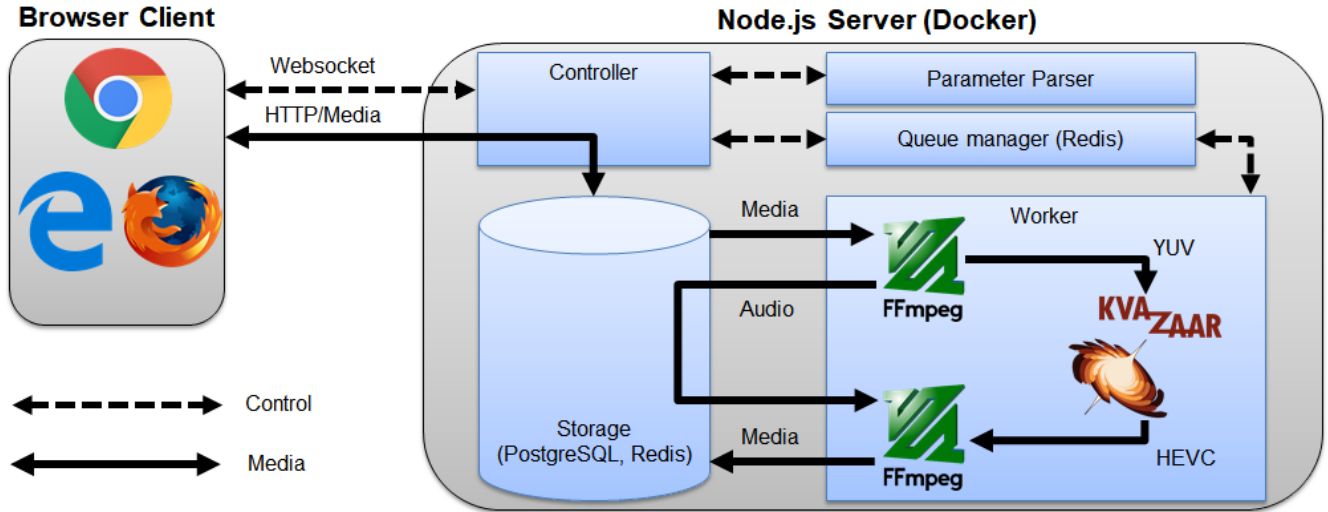 Browser Client
Node.js Server (Docker)
Websocket
HTTP/Media
Controller
Parameter Parser
Queue manager (Redis)
Media
Worker
YUV
FFmpeg
Audio
KVAZAAR
Storage
(PostgreSQL, Redis)
Media
HEVC
FFmpeg
Control
Media